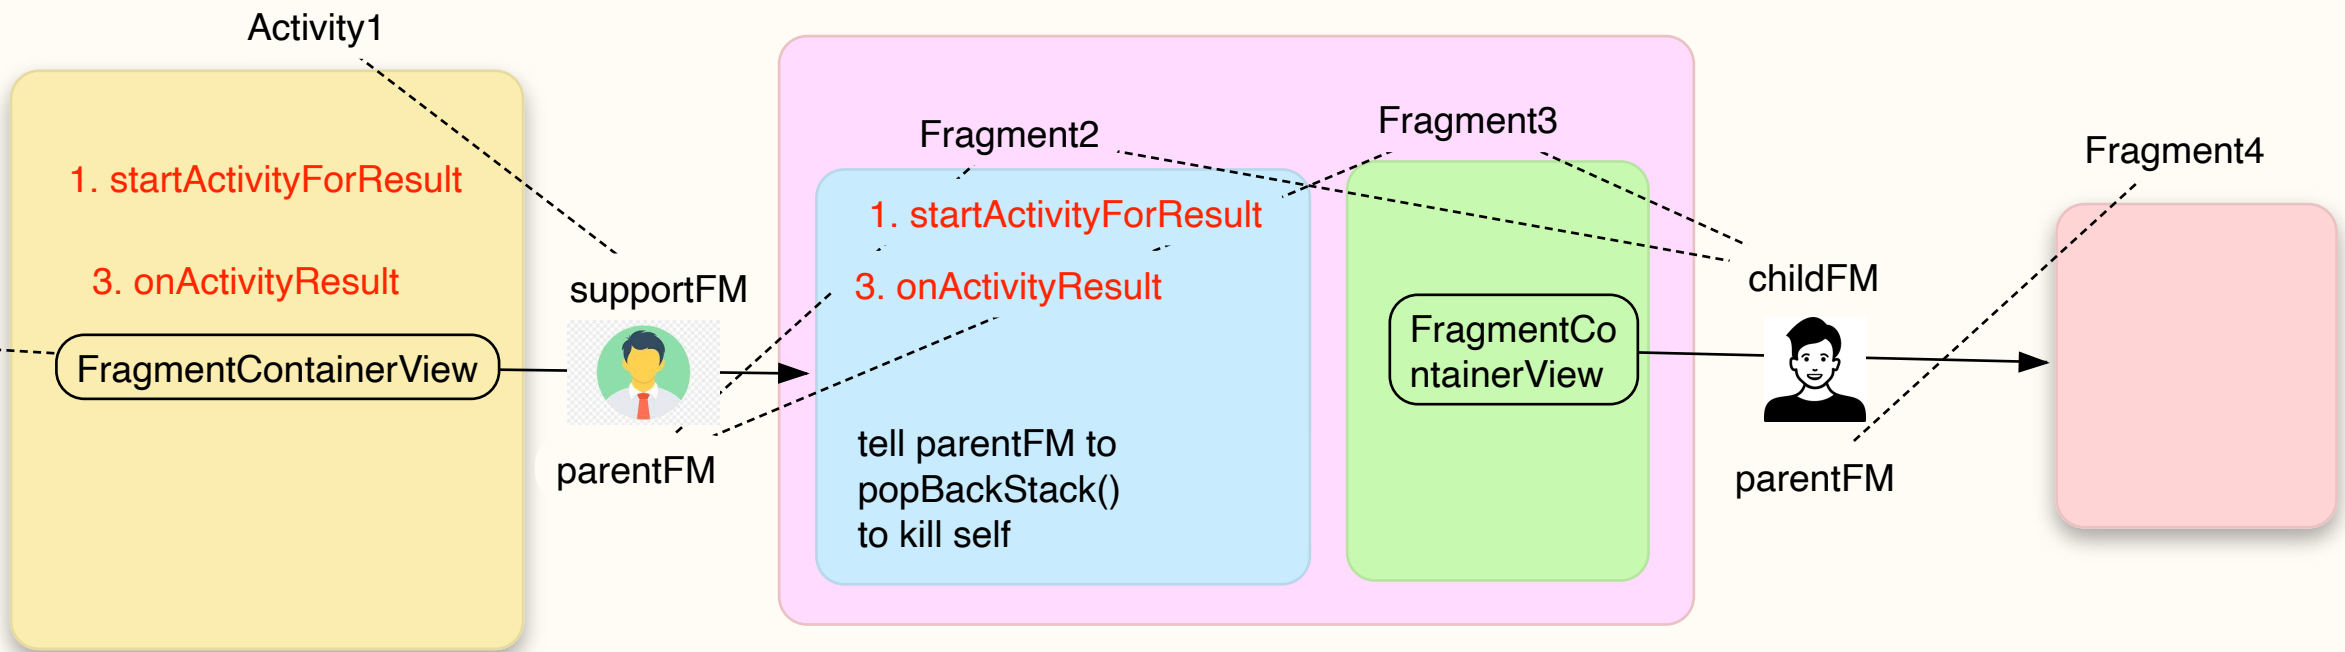 Activity1
1. startActivityForResult
3. onActivityResult
FragmentContainerView
supportFM
parentFM
Fragment2
1. startActivityForResult
3. onActivityResult
tell parentFM to
popBackStack()
to kill self
Fragment3
FragmentCo
ntainerView
childFM
parentFM
Fragment4